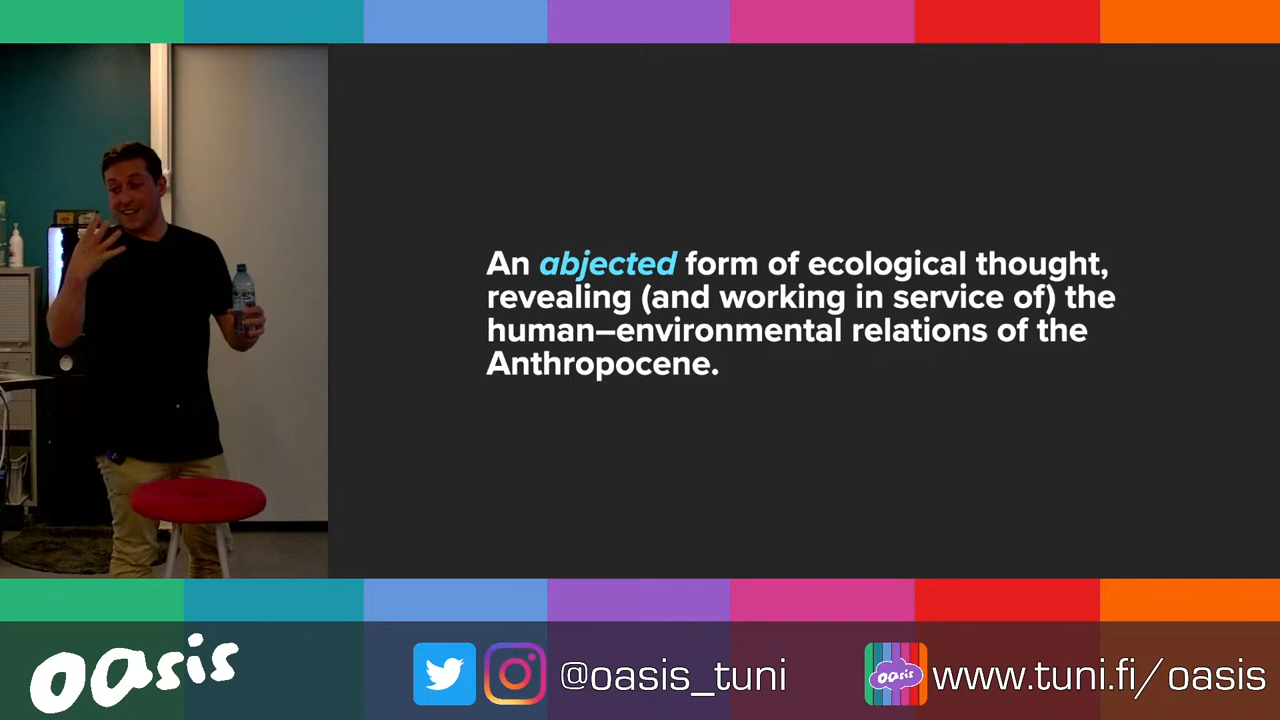 An abjected form of ecological thought,
revealing (and working in service of) the
human–environmental relations of the
Anthropocene.
oasis
@oasis_tuni
oasis
www.tuni.fi/oasis